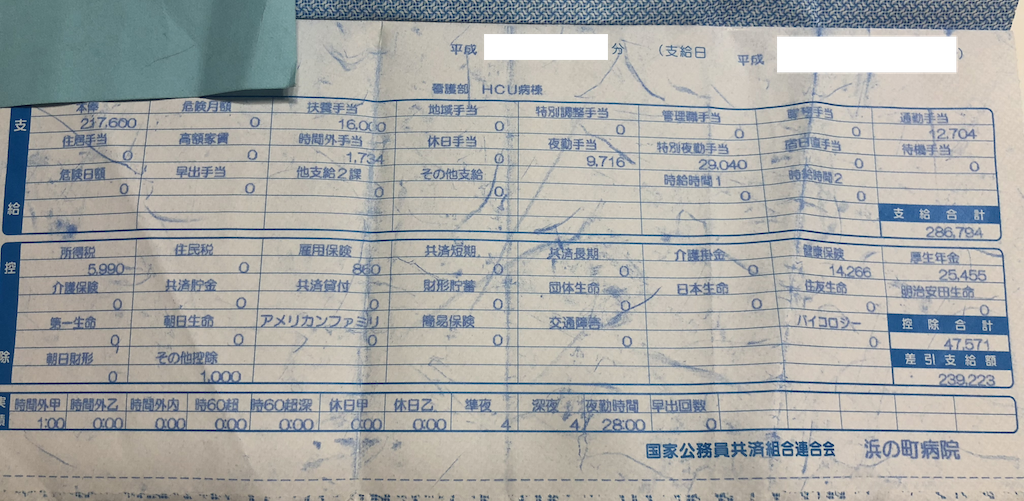 平成 分 (支給日 平成 )
看護部 HCU病棟
支給
本俸 危険月額 扶養手当 地域手当 特別調整手当 管理職手当 通勤手当
217,600 0 16,000 0 0 0 0 12,704
住居手当 高額家賃 時間外手当 休日手当 夜勤手当 特別夜勤手当 宿日直手当 待機手当
0 0 1,734 0 9,716 29,040 0 0
危険日額 早出手当 他支給2課 その他支給 時給時間1 時給時間2
0 0 0 0 0 0
支給合計
286,794
控除
所得税 住民税 雇用保険 共済短期 共済長期 介護掛金 健康保険 厚生年金
5,990 0 860 0 0 0 14,266 25,455
介護保険 共済貯金 共済貸付 財形貯蓄 団体生命 日本生命 住友生命 明治安田生命
0 0 0 0 0 0 0 0
第一生命 朝日生命 アメリカンファミリ 簡易保険 交通障害 パイコロジー 控除合計
0 0 0 0 0 0 47,571
朝日財形 その他控除 差引支給額
0 1,000 239,223
実績
時間外甲 時間外乙 時間外内 時60超 時60超深 休日甲 休日乙 準夜 深夜 夜勤時間 早出回数
1:00 0:00 0:00 0:00 0:00 0:00 0:00 4 4 28:00 0
国家公務員共済組合連合会 浜の町病院